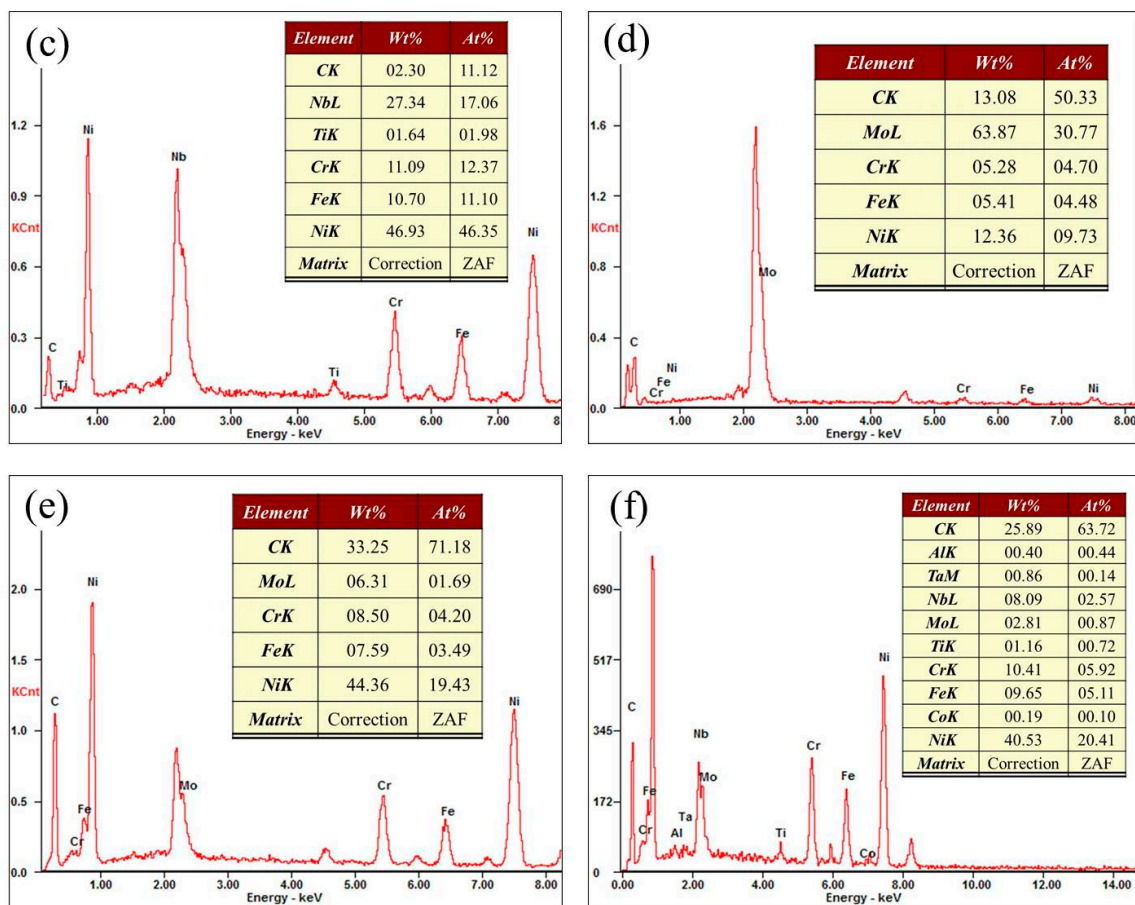 (c)
Element Wt% At%
CK 02.30 11.12
NbL 27.34 17.06
TiK 01.64 01.98
CrK 11.09 12.37
FeK 10.70 11.10
NiK 46.93 46.35
Matrix Correction ZAF
1.2
0.9
KCnt
0.6
0.3
0.0
C
Ti
Ni
Nb
Ti
Cr
Fe
Ni
1.00 2.00 3.00 4.00 5.00 6.00 7.00 8
Energy - keV
(d)
Element Wt% At%
CK 13.08 50.33
MoL 63.87 30.77
CrK 05.28 04.70
FeK 05.41 04.48
NiK 12.36 09.73
Matrix Correction ZAF
1.6
1.2
KCnt
0.8
0.4
0.0
C
Cr
Fe
Ni
Mo
Cr
Fe
Ni
1.00 2.00 3.00 4.00 5.00 6.00 7.00 8.00
Energy - keV
(e)
Element Wt% At%
CK 33.25 71.18
MoL 06.31 01.69
CrK 08.50 04.20
FeK 07.59 03.49
NiK 44.36 19.43
Matrix Correction ZAF
2.0
1.5
KCnt
1.0
0.5
0.0
C
Cr
Fe
Ni
Mo
Cr
Fe
Ni
1.00 2.00 3.00 4.00 5.00 6.00 7.00 8.00
Energy - keV
(f)
Element Wt% At%
CK 25.89 63.72
AlK 00.40 00.44
TaM 00.86 00.14
NbL 08.09 02.57
MoL 02.81 00.87
TiK 01.16 00.72
CrK 10.41 05.92
FeK 09.65 05.11
CoK 00.19 00.10
NiK 40.53 20.41
Matrix Correction ZAF
690
517
345
172
0
C
Cr
Fe
Al
Ta
Nb
Mo
Ti
Cr
Fe
Co
Ni
0.00 2.00 4.00 6.00 8.00 10.00 12.00 14.00
Energy - keV